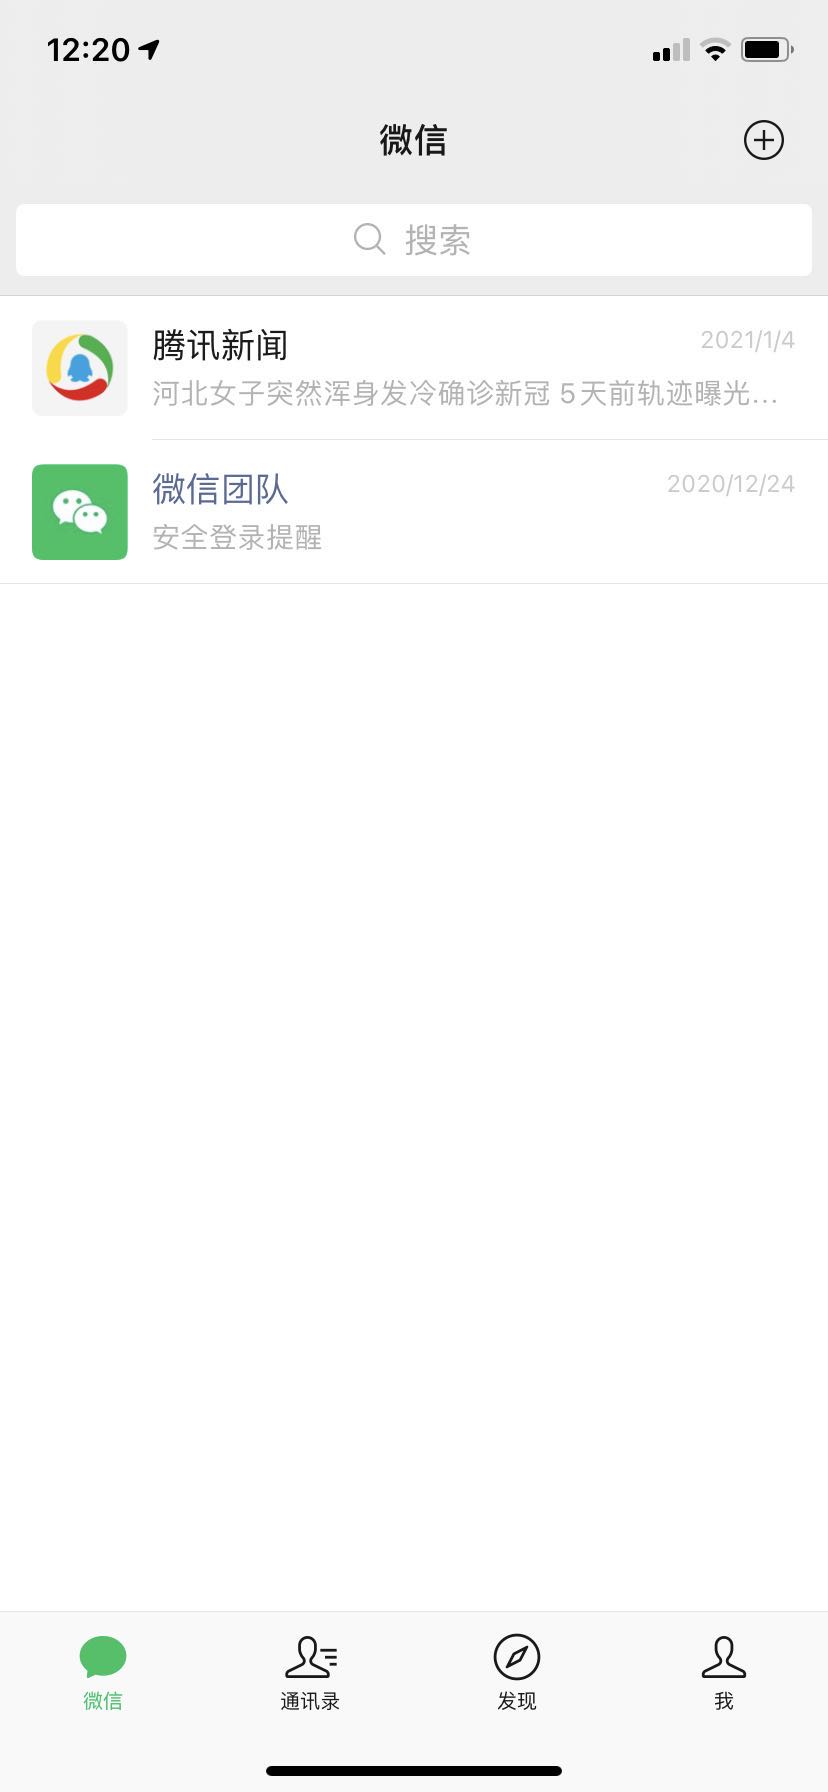 12:20
微信
搜索
腾讯新闻
2021/1/4
河北女子突然浑身发冷确诊新冠 5天前轨迹曝光...
微信团队
2020/12/24
安全登录提醒
微信
通讯录
发现
我